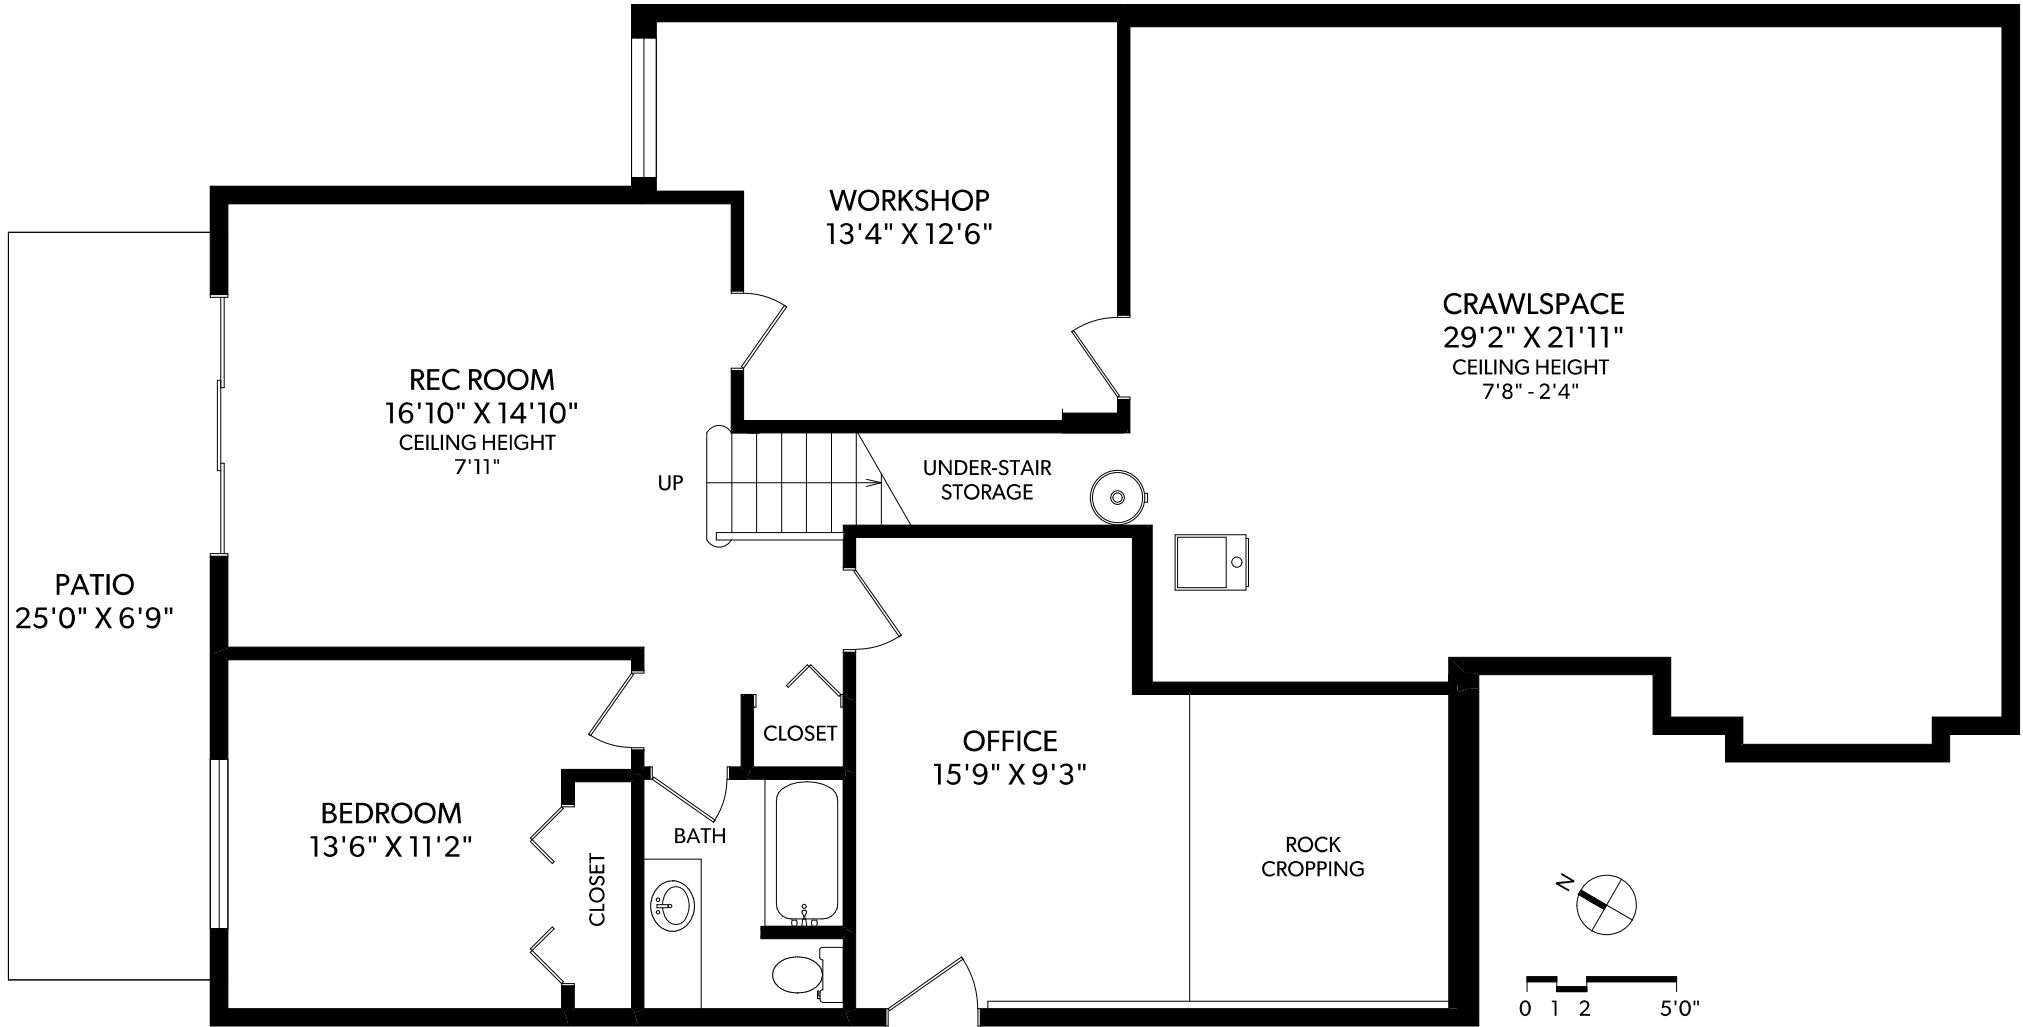 WORKSHOP
13'4" X 12'6"
CRAWLSPACE
29'2" X 21'11"
CEILING HEIGHT
7'8" - 2'4"
REC ROOM
16'10" X 14'10"
CEILING HEIGHT
7'11"
UP
UNDER-STAIR
STORAGE
PATIO
25'0" X 6'9"
CLOSET
OFFICE
15'9" X 9'3"
BEDROOM
13'6" X 11'2"
BATH
CLOSET
ROCK
CROPPING
N
0 1 2 5'0"